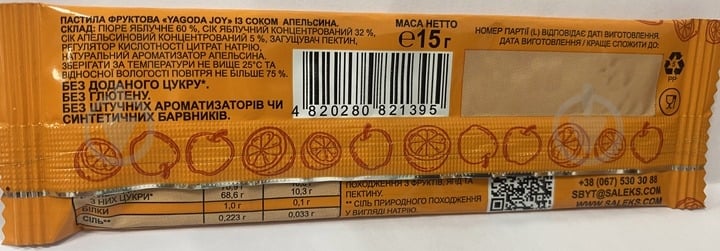 ПАСТИЛА ФРУКТОВА «YAGODA JOY» ІЗ СОКОМ АПЕЛЬСИНА.
СКЛАД: ПЮРЕ ЯБЛУЧНЕ 60 %, СІК ЯБЛУЧНИЙ КОНЦЕНТРОВАНИЙ 32 %,
СІК АПЕЛЬСИНОВИЙ КОНЦЕНТРОВАНИЙ 5 %, ЗАГУЩУВАЧ ПЕКТИН,
РЕГУЛЯТОР КИСЛОТНОСТІ ЦИТРАТ НАТРІЮ,
НАТУРАЛЬНИЙ АРОМАТИЗАТОР АПЕЛЬСИНА.
ЗБЕРІГАТИ ЗА ТЕМПЕРАТУРИ НЕ ВИЩЕ 25°С ТА
ВІДНОСНОЇ ВОЛОГОСТІ ПОВІТРЯ НЕ БІЛЬШЕ 75 %.
БЕЗ ДОДАНОГО ЦУКРУ*.
БЕЗ ГЛЮТЕНУ.
БЕЗ ШТУЧНИХ АРОМАТИЗАТОРІВ ЧИ
СИНТЕТИЧНИХ БАРВНИКІВ.
МАСА НЕТТО
℮15 г
4 820280 821395
НОМЕР ПАРТІЇ (L) ВІДПОВІДАЄ ДАТІ ВИГОТОВЛЕННЯ.
ДАТА ВИГОТОВЛЕННЯ / КРАЩЕ СПОЖИТИ ДО:
PP
З НИХ ЦУКРИ* 68,6 г 10,3 г
БІЛКИ 1,0 г 0,1 г
СІЛЬ** 0,223 г 0,033 г
ПОХОДЖЕННЯ З ФРУКТІВ, ЯГІД ТА
ПЕКТИНУ.
** СІЛЬ ПРИРОДНОГО ПОХОДЖЕННЯ
У ВИГЛЯДІ НАТРІЮ.
+38 (067) 530 30 88
SBYT@SALEKS.COM
WWW.SALEKS.COM